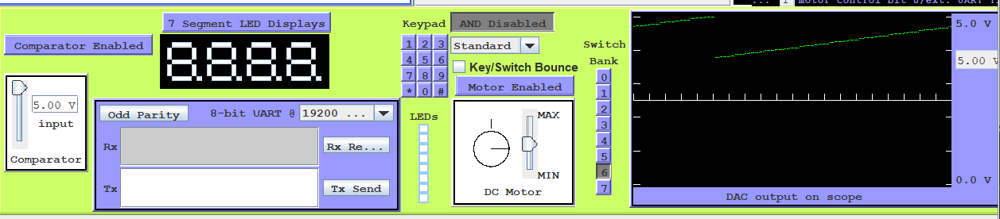 ... 1 motor control bit 0/ext. UART
7 Segment LED Displays
Keypad
AND Disabled
Comparator Enabled
8.8.8.8.
1 2 3
4 5 6
7 8 9
* 0 #
Standard
Key/Switch Bounce
Motor Enabled
Switch
Bank
0
1
2
3
4
5
6
7
5.0 V
5.00 V
0.0 V
5.00 V
input
Comparator
Odd Parity
8-bit UART @
19200 ...
Rx
Rx Re...
Tx
Tx Send
LEDs
MAX
MIN
DC Motor
DAC output on scope